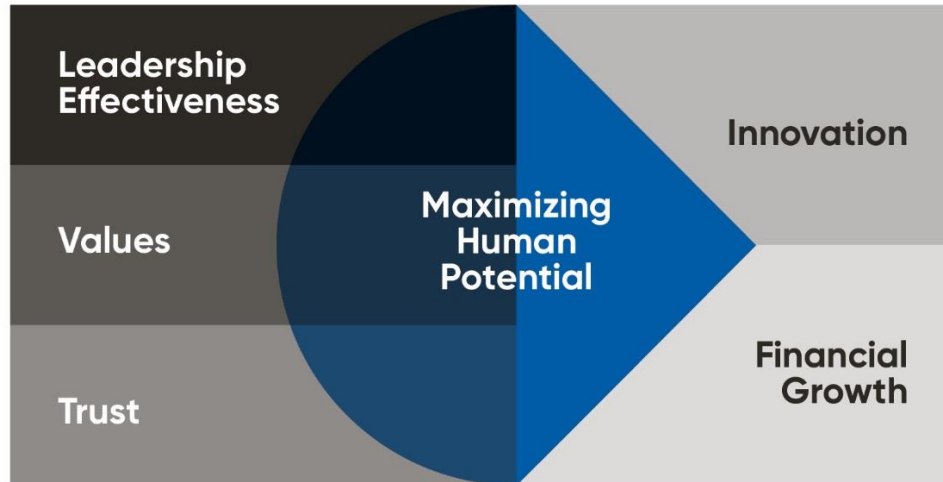 Leadership
Effectiveness
Values
Trust
Maximizing
Human
Potential
Innovation
Financial
Growth